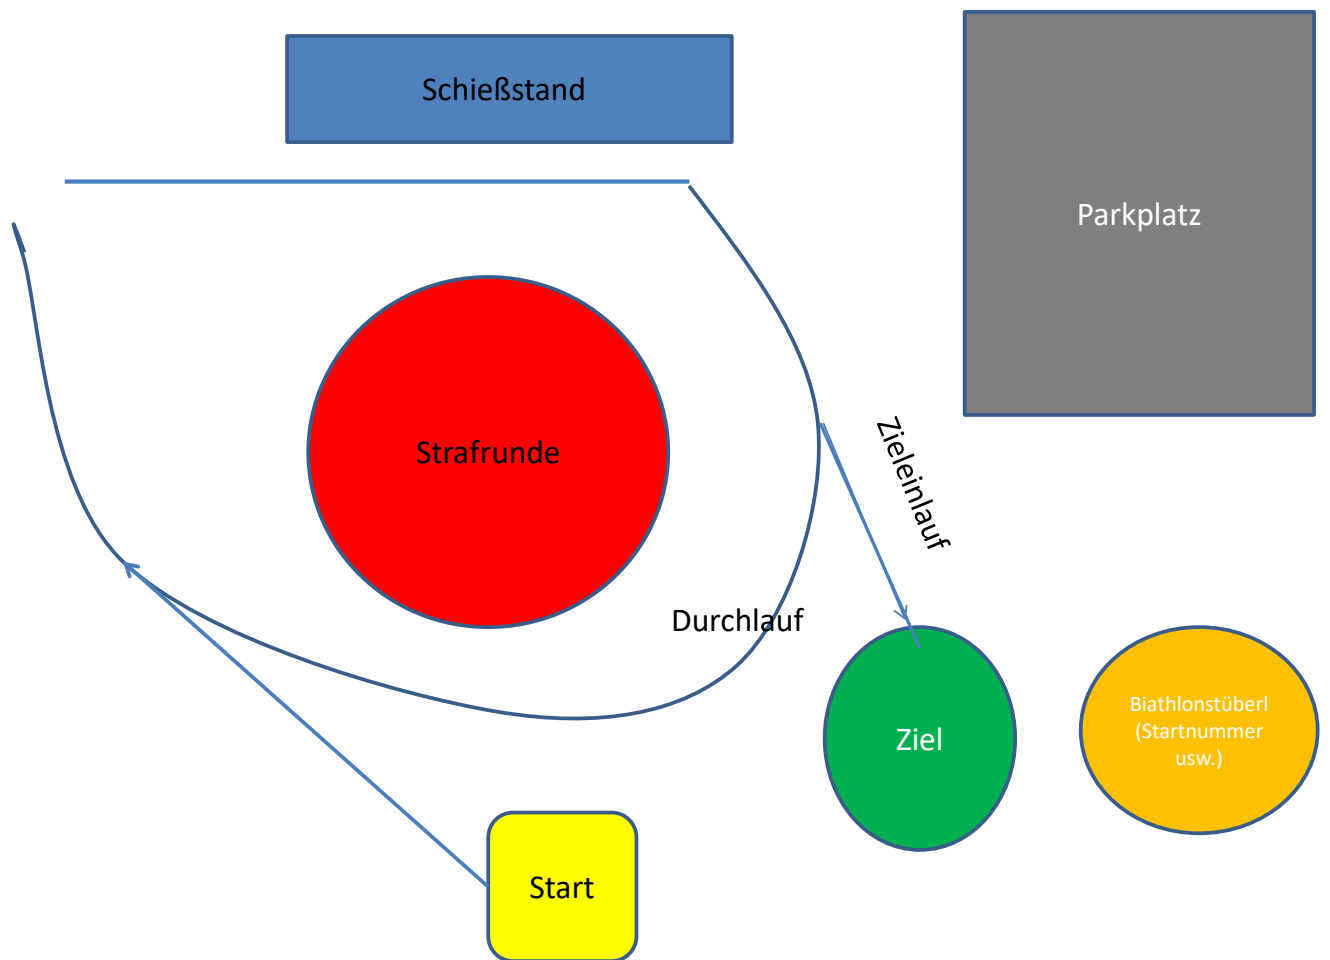 Schießstand
Parkplatz
Strafrunde
Zieleinlauf
Durchlauf
Ziel
Biathlonstüberl
(Startnummer
usw.)
Start